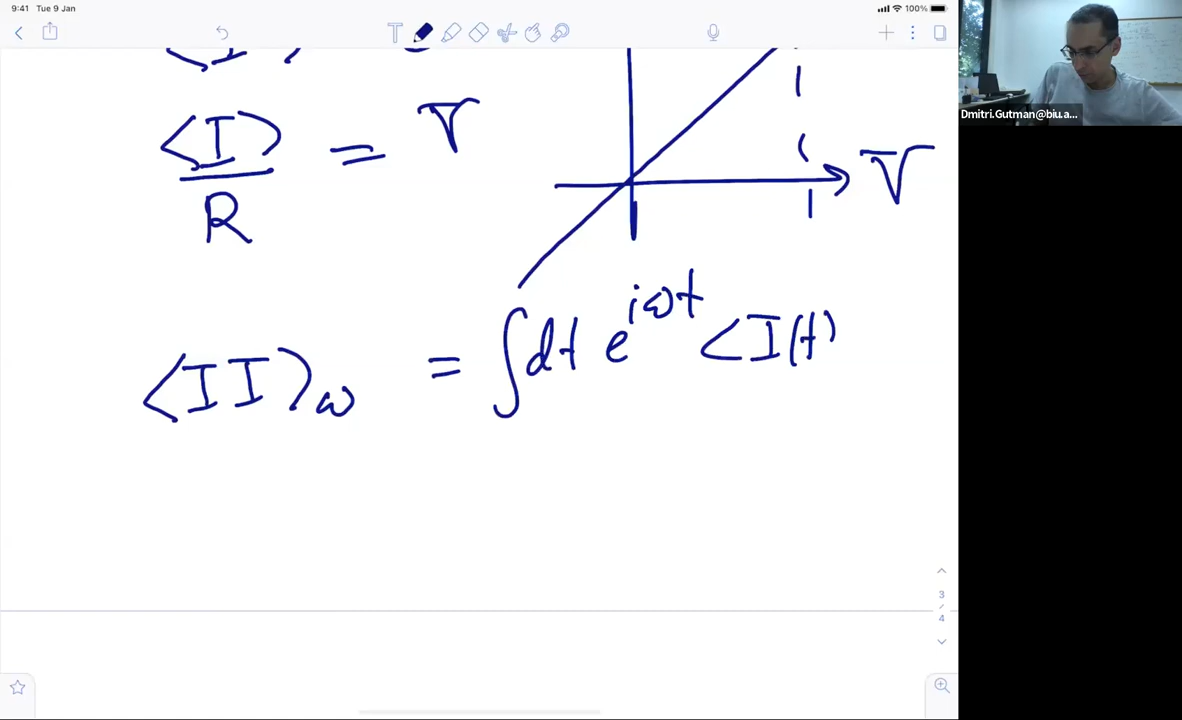 9:41 Tue 9 Jan 100%
T
Dmitri.Gutman@biu.a...
⟨I⟩
⟨I⟩/R = V
V
⟨II⟩_ω = ∫dt e^{iωt} <I(t)
3
/
4